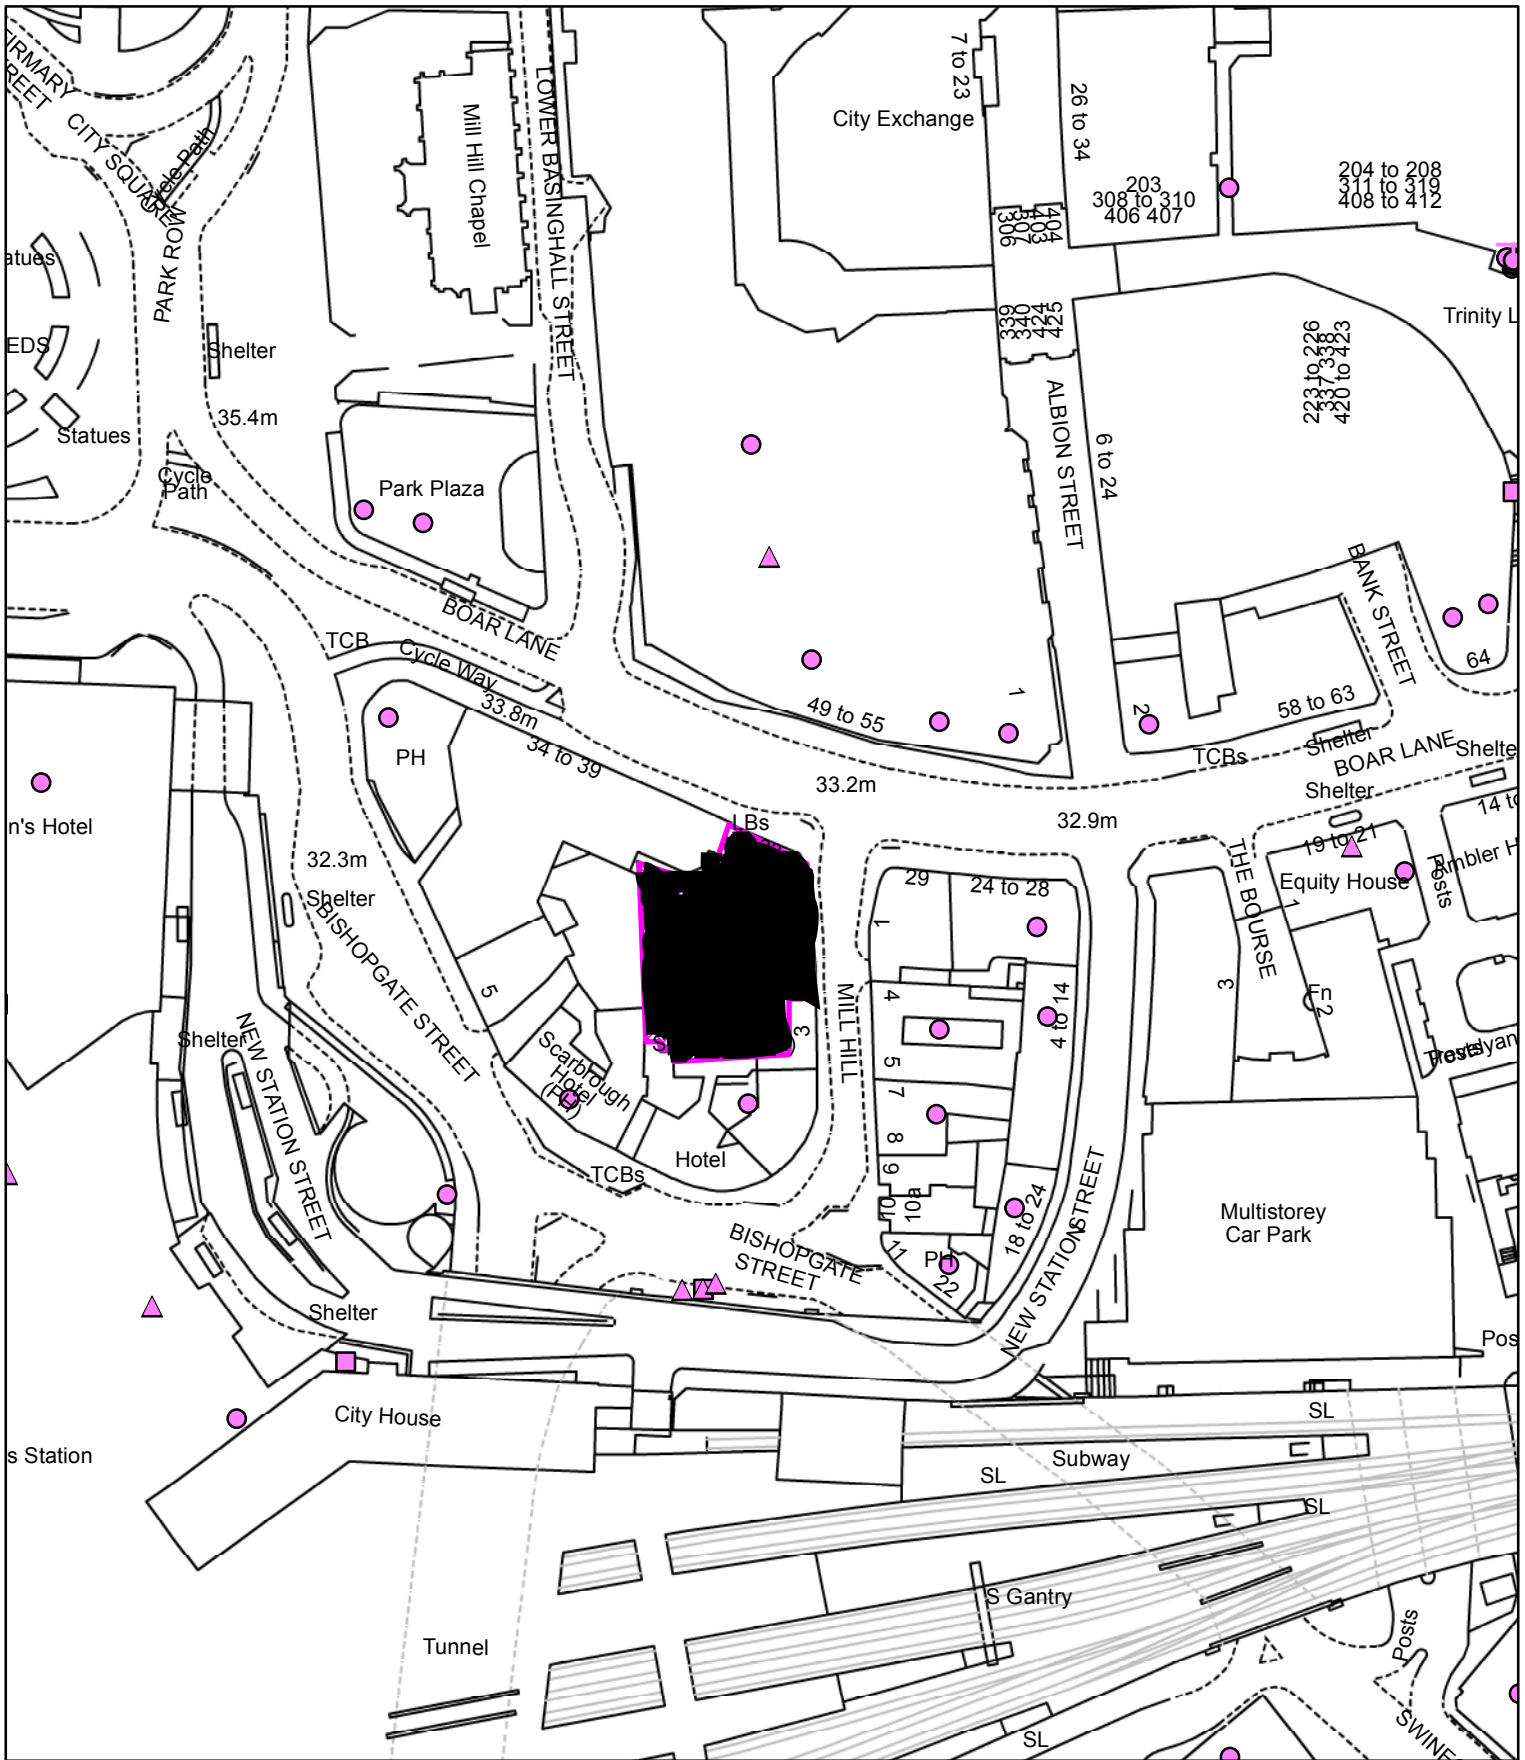 CITY SQUARE
Cycle Path
PARK ROW
Mill Hill Chapel
LOWER BASINGHALL STREET
City Exchange
7 to 23
26 to 34
203
308 to 310
406 407
204 to 208
311 to 319
408 to 412
306
307
403
404
339
340
424
425
223 to 226
337 338
420 to 423
Trinity L
atues
EDS
Shelter
35.4m
Statues
Cycle
Path
Park Plaza
ALBION STREET
6 to 24
BANK STREET
64
BOAR LANE
TCB
Cycle Way
33.8m
34 to 39
PH
49 to 55
1
2
58 to 63
TCBs
Shelter
BOAR LANE
Shelte
Shelter
33.2m
32.9m
LBs
n's Hotel
32.3m
Shelter
BISHOPGATE STREET
29
24 to 28
1
THE BOURSE
19 to 21
Equity House
1
Posts
Ambler H
14 to
5
4
MILL HILL
3
4 to 14
3
Fn
2
Shelter
NEW STATION STREET
Scarbrough
Hotel
(PH)
S
)
5
7
8
9
10
10a
11
Hotel
TCBs
BISHOPGATE
STREET
PH
22
18 to 24
NEW STATION STREET
Multistorey
Car Park
Shelter
City House
s Station
Pos
SL
Subway
SL
SL
S Gantry
Tunnel
Posts
SL
SWINE